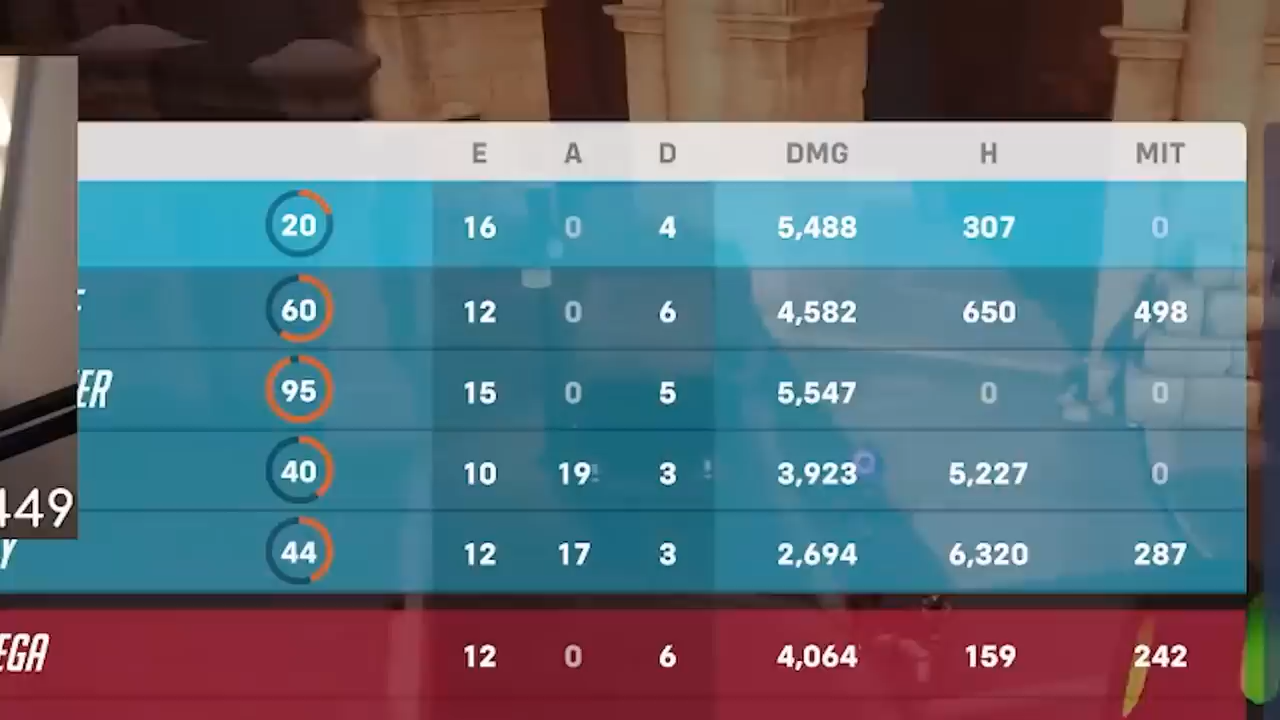 E A D DMG H MIT
20 16 0 4 5,488 307 0
60 12 0 6 4,582 650 498
ER 95 15 0 5 5,547 0 0
40 10 19 3 3,923 5,227 0
449
Y 44 12 17 3 2,694 6,320 287
EGA 12 0 6 4,064 159 242